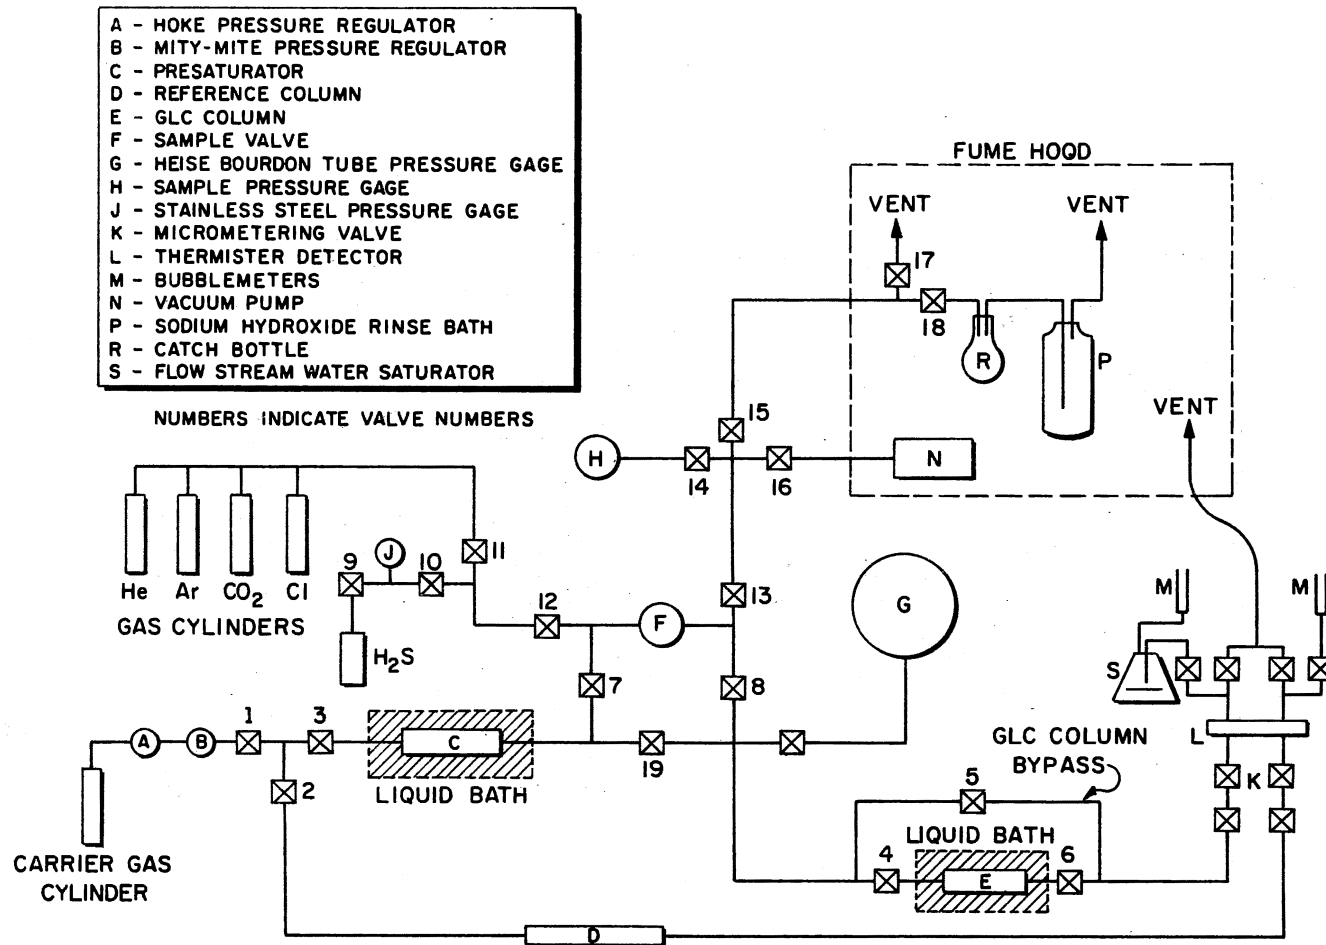 A - HOKE PRESSURE REGULATOR
B - MITY-MITE PRESSURE REGULATOR
C - PRESATURATOR
D - REFERENCE COLUMN
E - GLC COLUMN
F - SAMPLE VALVE
G - HEISE BOURDON TUBE PRESSURE GAGE
H - SAMPLE PRESSURE GAGE
J - STAINLESS STEEL PRESSURE GAGE
K - MICROMETERING VALVE
L - THERMISTER DETECTOR
M - BUBBLEMETERS
N - VACUUM PUMP
P - SODIUM HYDROXIDE RINSE BATH
R - CATCH BOTTLE
S - FLOW STREAM WATER SATURATOR
NUMBERS INDICATE VALVE NUMBERS
FUME HOOD
VENT
VENT
17
18
R
P
VENT
15
H
14
16
N
He
Ar
CO2
Cl
GAS CYLINDERS
9
J
10
11
H2S
12
F
13
G
M
M
S
7
8
1
3
A
B
C
19
L
2
LIQUID BATH
GLC COLUMN
BYPASS
5
K
CARRIER GAS
CYLINDER
LIQUID BATH
4
E
6
D